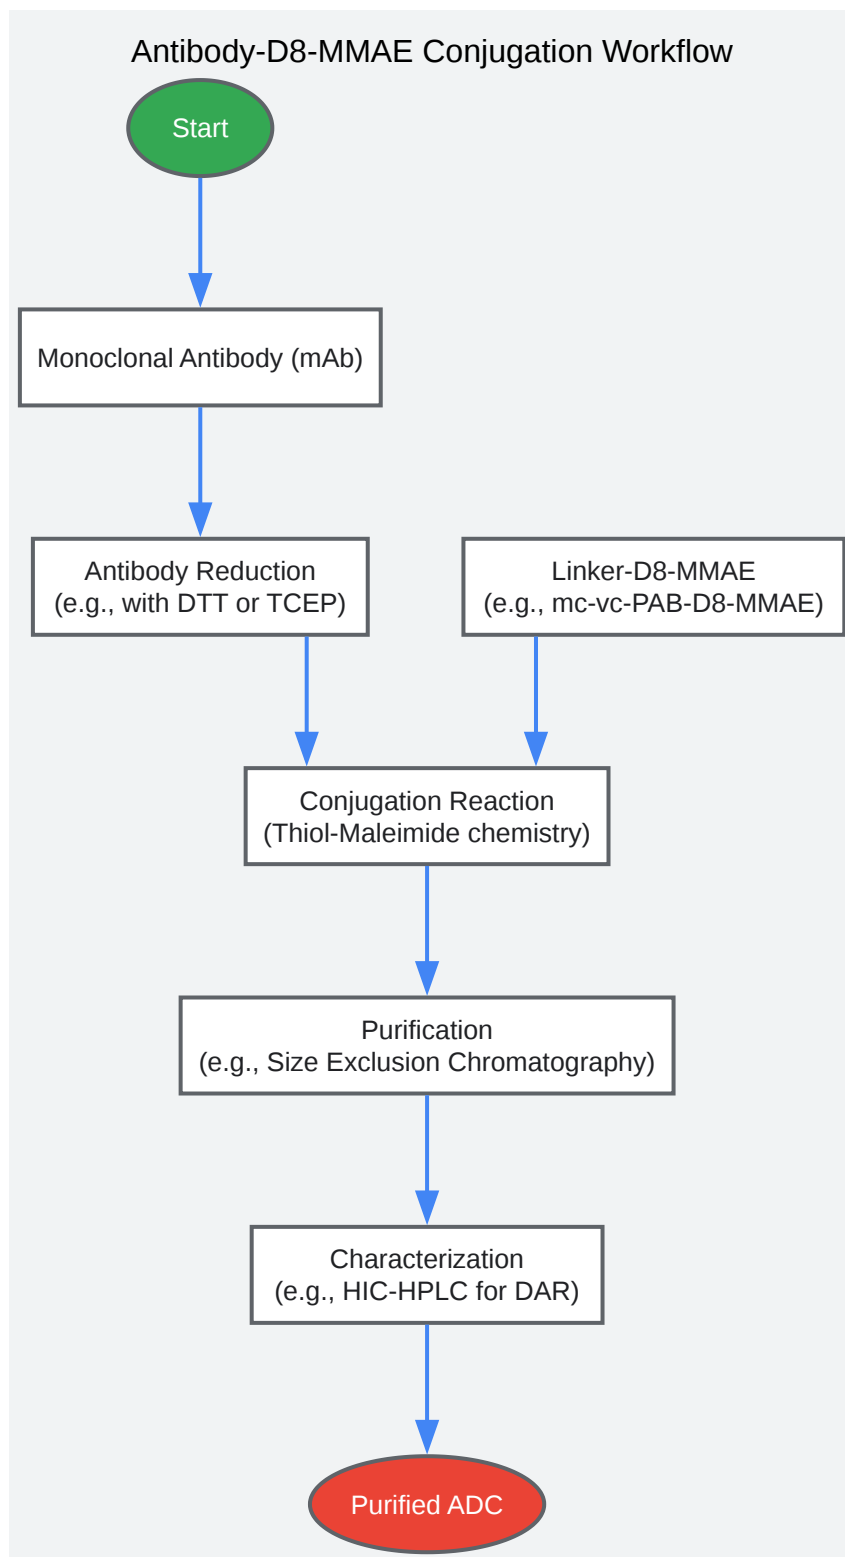 Antibody-D8-MMAE Conjugation Workflow
Start
Monoclonal Antibody (mAb)
Antibody Reduction
(e.g., with DTT or TCEP)
Linker-D8-MMAE
(e.g., mc-vc-PAB-D8-MMAE)
Conjugation Reaction
(Thiol-Maleimide chemistry)
Purification
(e.g., Size Exclusion Chromatography)
Characterization
(e.g., HIC-HPLC for DAR)
Purified ADC